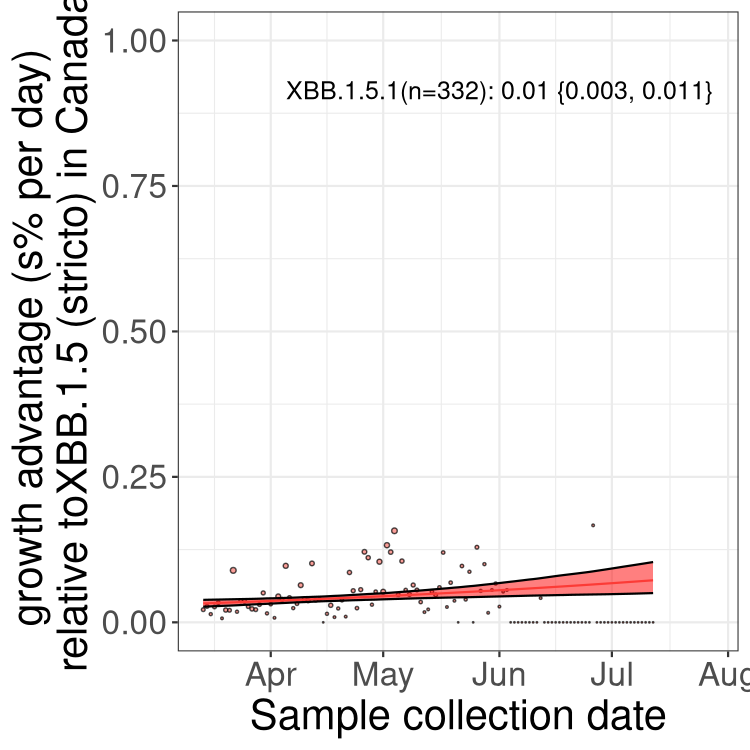 growth advantage (s% per day)
relative toXBB.1.5 (stricto) in Canada
1.00
0.75
0.50
0.25
0.00
XBB.1.5.1(n=332): 0.01 {0.003, 0.011}
Apr May Jun Jul Aug
Sample collection date